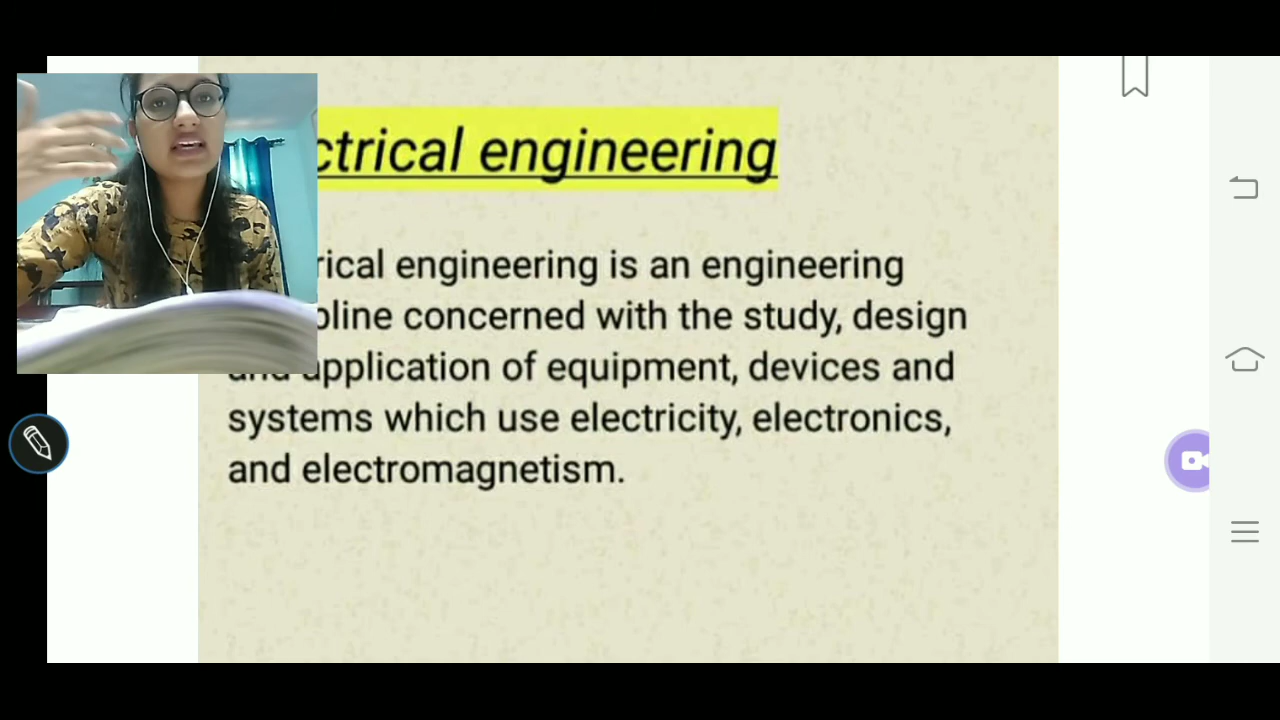 ctrical engineering
rical engineering is an engineering
pline concerned with the study, design
and application of equipment, devices and
systems which use electricity, electronics,
and electromagnetism.